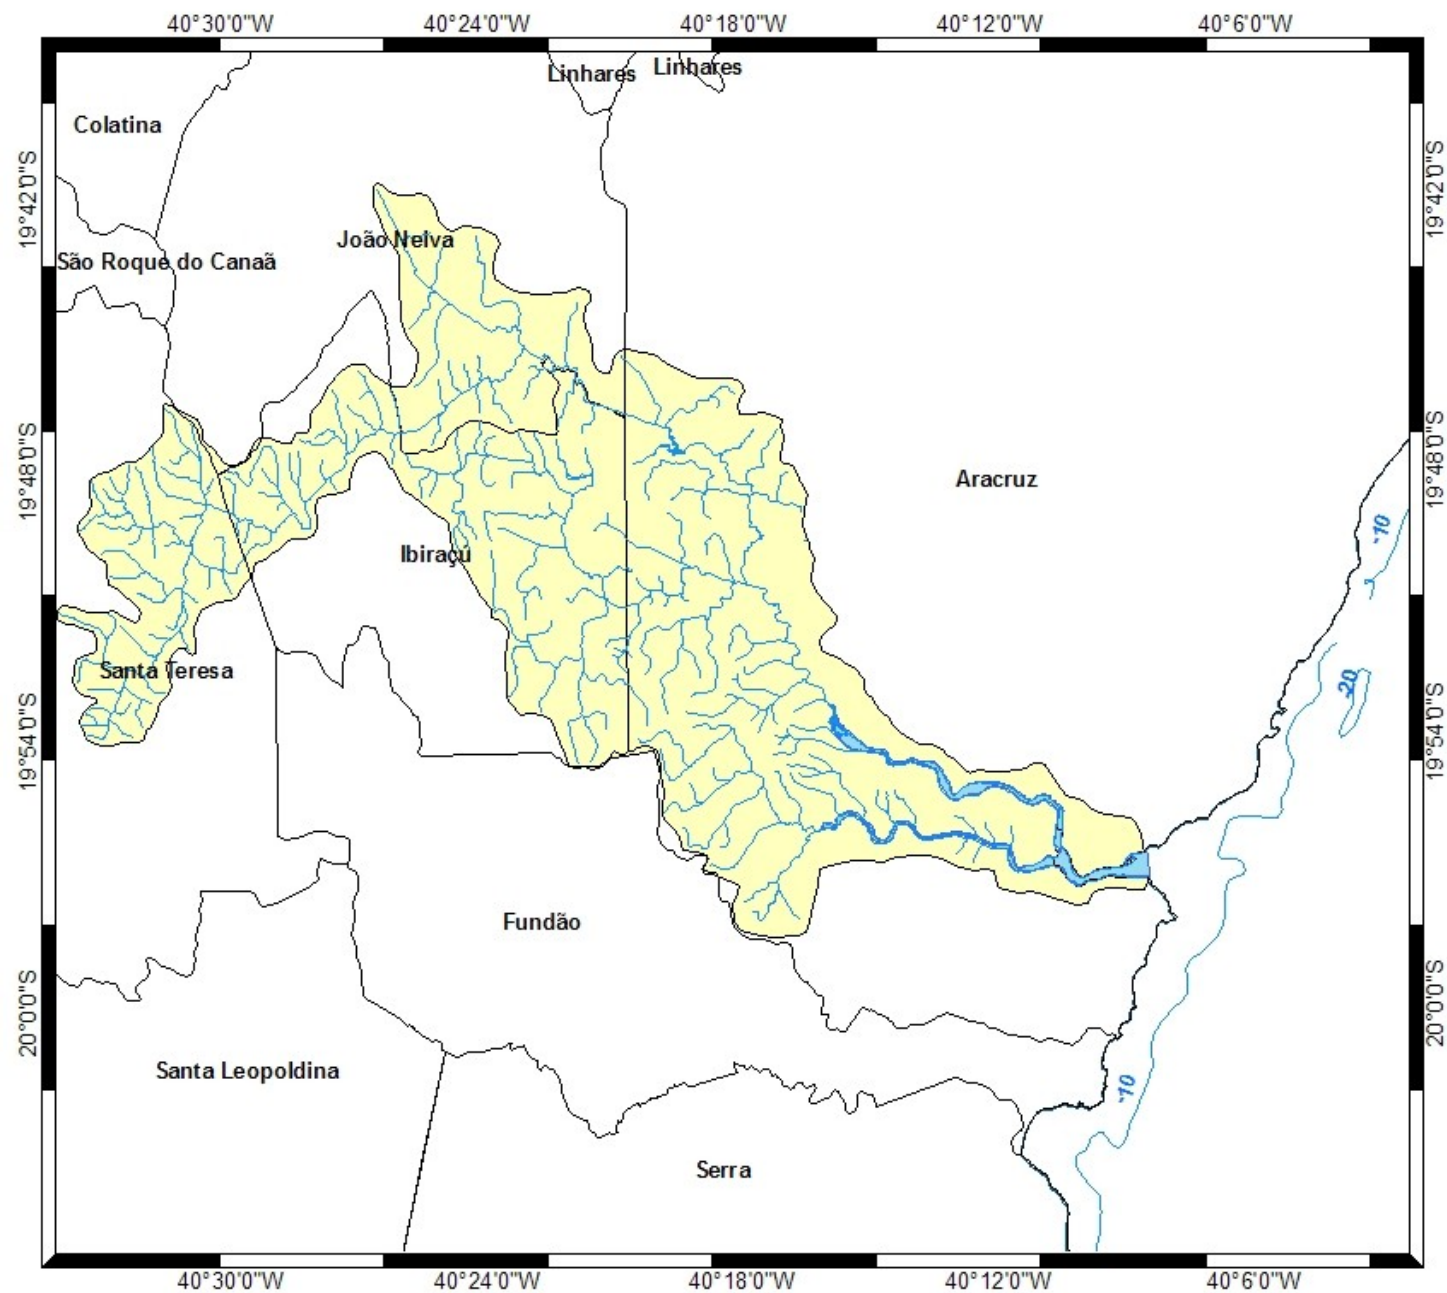 40°30'0"W 40°24'0"W 40°18'0"W 40°12'0"W 40°6'0"W
Linhares Linhares
Colatina
19°42'0"S 19°42'0"S
João Neiva
São Roque do Canaã
19°48'0"S 19°48'0"S
Aracruz
-10
Ibiraçú
Santa Teresa
-20
19°54'0"S 19°54'0"S
Fundão
20°0'0"S 20°0'0"S
Santa Leopoldina
-10
Serra
40°30'0"W 40°24'0"W 40°18'0"W 40°12'0"W 40°6'0"W